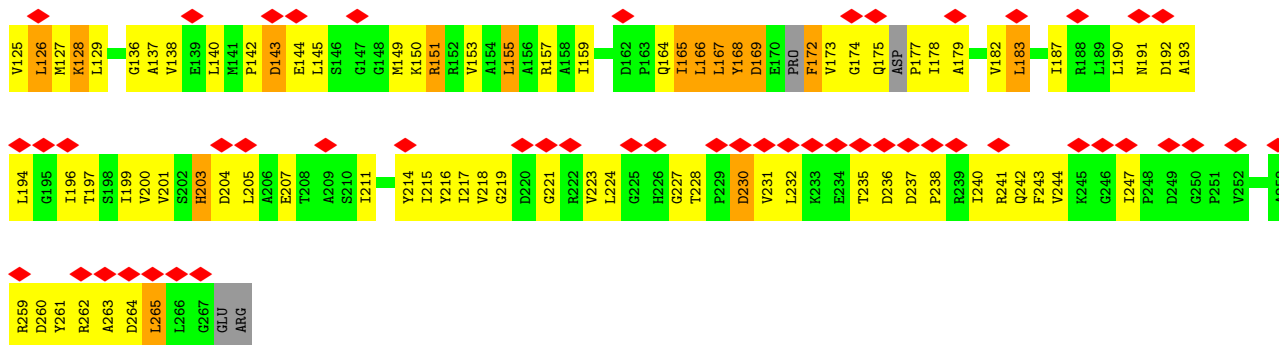 V125 L126 M127 K128 L129 G136 A137 V138 E139 L140 M141 P142 D143 E144 L145 S146 G147 G148 M149 K150 R151 R152 V153 A154 L155 A156 R157 A158 I159 D162 P163 Q164 I165 L166 L167 Y168 D169 E170 PRO F172 V173 G174 Q175 ASP P177 I178 A179 V182 L183 I187 R188 L189 L190 N191 D192 A193
L194 G195 I196 T197 S198 I199 V200 V201 S202 H203 D204 L205 A206 E207 T208 A209 S210 I211 Y214 I215 Y216 I217 V218 G219 D220 G221 R222 V223 L224 G225 H226 G227 T228 P229 D230 V231 L232 K233 E234 T235 D236 D237 P238 R239 I240 R241 Q242 F243 V244 K245 G246 I247 P248 D249 G250 P251 V252
R259 D260 Y261 R262 A263 D264 L265 L266 G267 GLU ARG